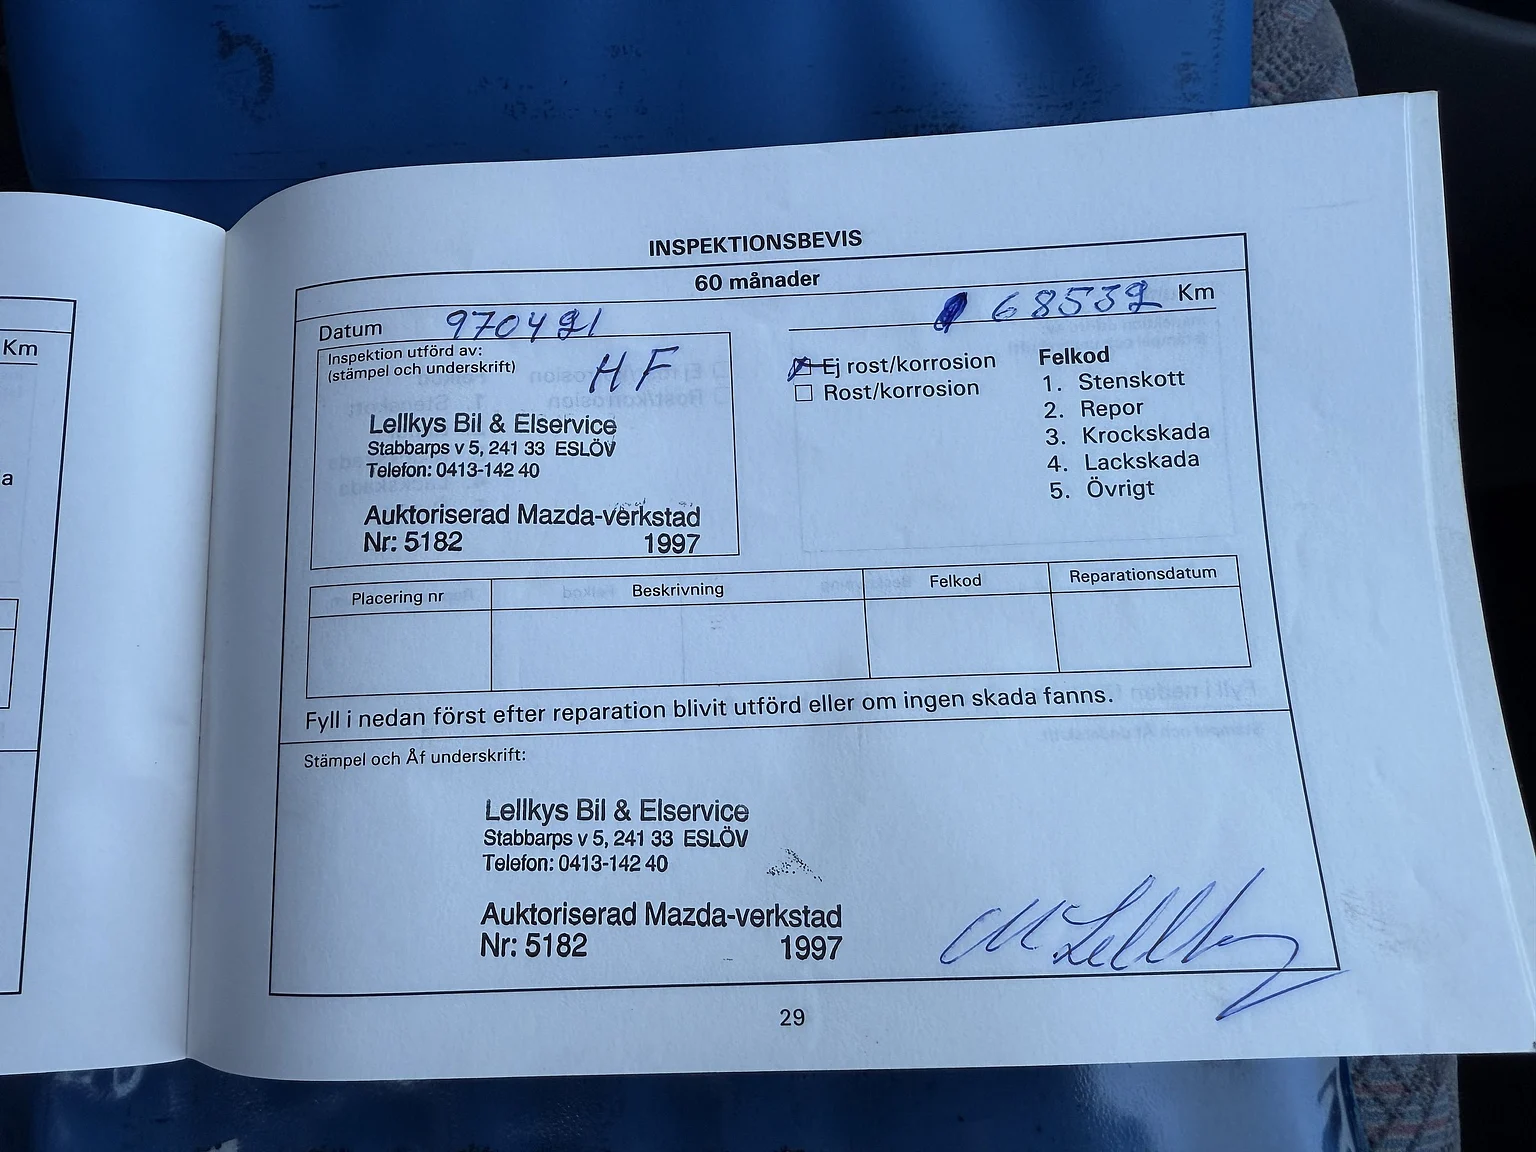 INSPEKTIONSBEVIS
60 månader
Datum 970421
68532 Km
Inspektion utförd av:
(stämpel och underskrift)
HF
Lellkys Bil & Elservice
Stabbarps v 5, 241 33 ESLÖV
Telefon: 0413-142 40
Auktoriserad Mazda-verkstad
Nr: 5182 1997
Ej rost/korrosion
Rost/korrosion
Felkod
1. Stenskott
2. Repor
3. Krockskada
4. Lackskada
5. Övrigt
Placering nr Beskrivning Felkod Reparationsdatum
Fyll i nedan först efter reparation blivit utförd eller om ingen skada fanns.
Stämpel och Åf underskrift:
Lellkys Bil & Elservice
Stabbarps v 5, 241 33 ESLÖV
Telefon: 0413-142 40
Auktoriserad Mazda-verkstad
Nr: 5182 1997
29
Km
a